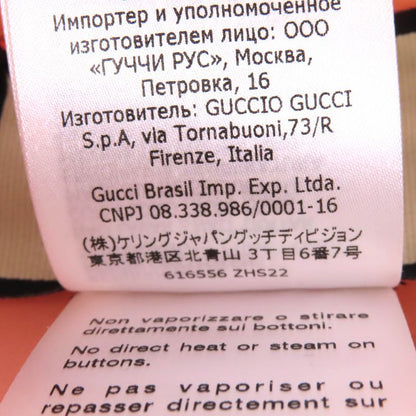 Импортер и уполномоченное
изготовителем лицо: ООО
«ГУЧЧИ РУС», Москва,
Петровка, 16
Изготовитель: GUCCIO GUCCI
S.p.A, via Tornabuoni,73/R
Firenze, Italia
Gucci Brasil Imp. Exp. Ltda.
CNPJ 08.338.986/0001-16
(株)ケリングジャパングッチディビジョン
東京都港区北青山 3丁目6番7号
616556 ZHS22
Non vaporizzare o stirare
direttamente sui bottoni.
No direct heat or steam on
buttons.
Ne pas vaporiser ou
repasser directement sur